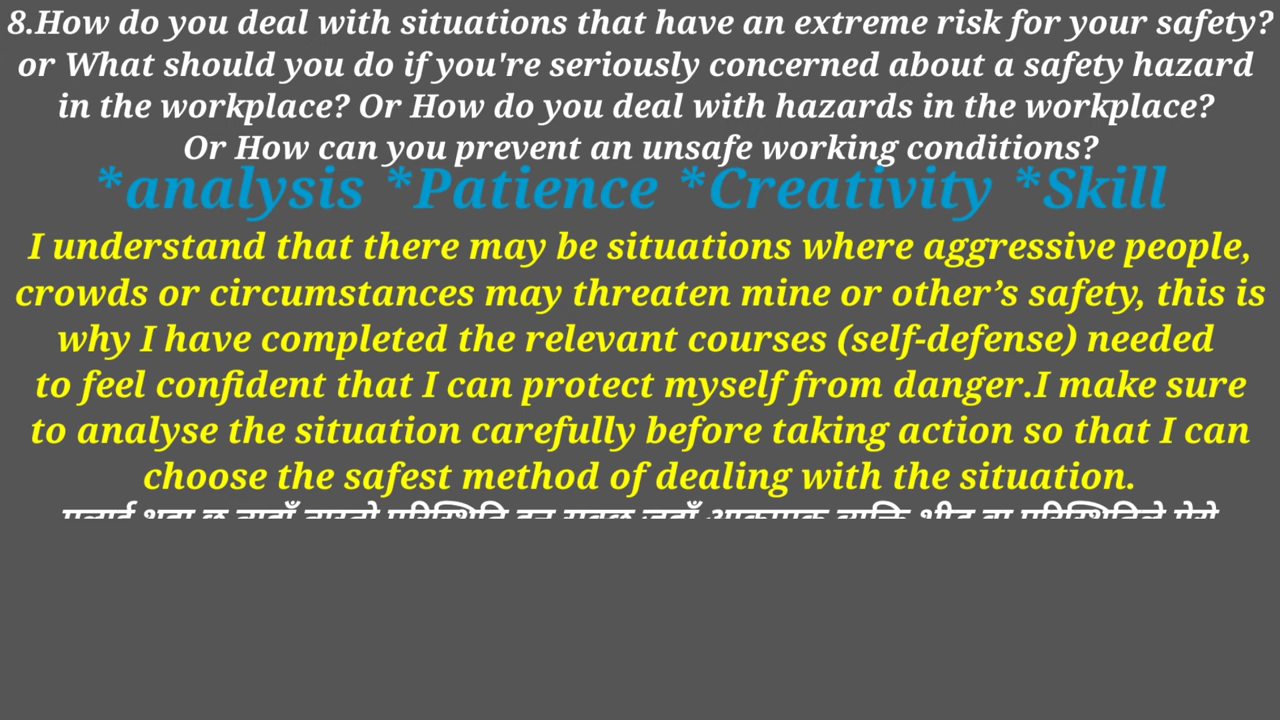 8.How do you deal with situations that have an extreme risk for your safety?
or What should you do if you're seriously concerned about a safety hazard
in the workplace? Or How do you deal with hazards in the workplace?
Or How can you prevent an unsafe working conditions?
*analysis *Patience *Creativity *Skill
I understand that there may be situations where aggressive people,
crowds or circumstances may threaten mine or other’s safety, this is
why I have completed the relevant courses (self-defense) needed
to feel confident that I can protect myself from danger.I make sure
to analyse the situation carefully before taking action so that I can
choose the safest method of dealing with the situation.